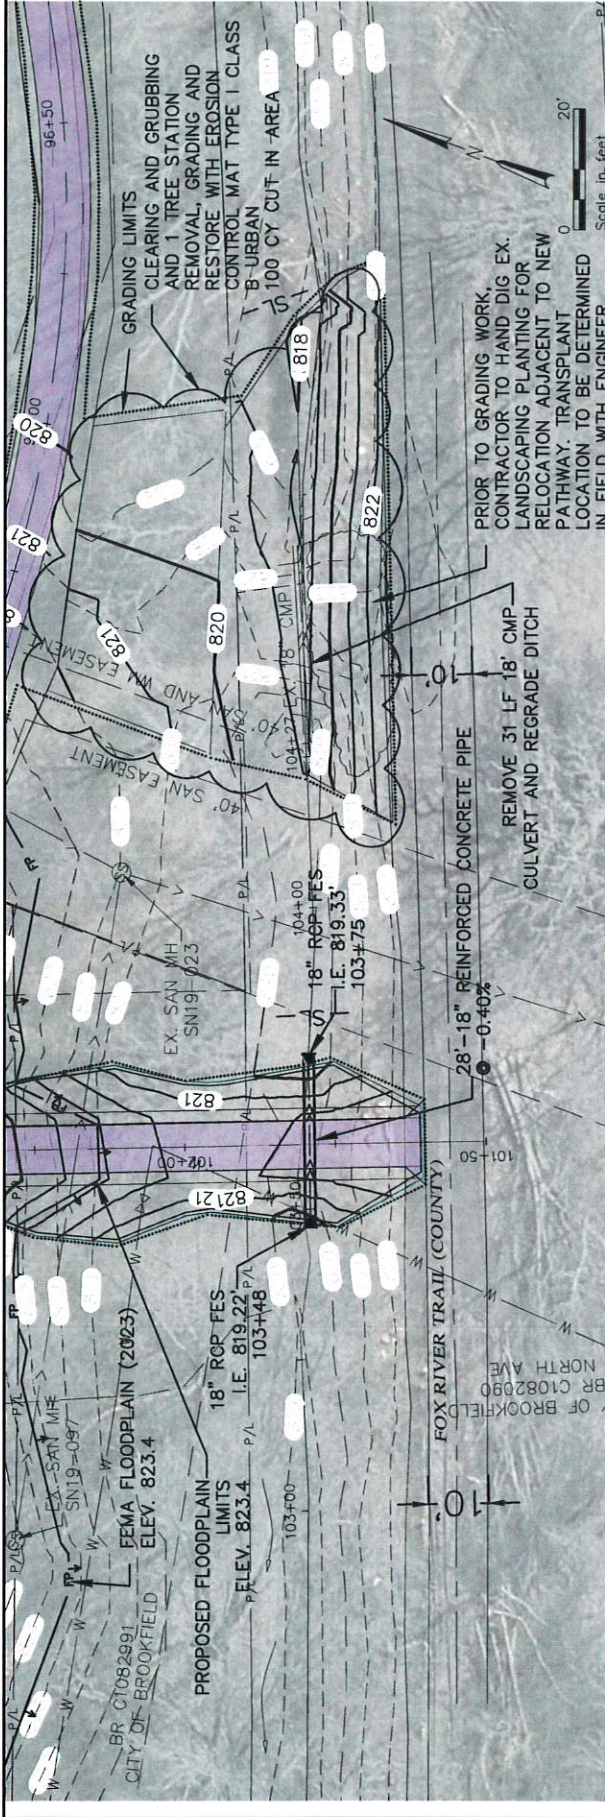 96+50
GRADING LIMITS
CLEARING AND GRUBBING
AND 1 TREE STATION
REMOVAL, GRADING AND
RESTORE WITH EROSION
CONTROL MAT TYPE I CLASS
B URBAN
100 CY CUT IN AREA
N
0
20'
Scale in feet
820
821
821
820
818
822
P/L
SL
PRIOR TO GRADING WORK,
CONTRACTOR TO HAND DIG EX.
LANDSCAPING PLANTING FOR
RELOCATION ADJACENT TO NEW
PATHWAY. TRANSPLANT
LOCATION TO BE DETERMINED
IN FIELD WITH ENGINEER
40' SAN AND WM EASEMENT
40' SAN EASEMENT
104+27 EX. 18" CMP
10'
REMOVE 31 LF 18' CMP
CULVERT AND REGRADE DITCH
FP
SS
EX. SAN MH
SN19-023
104+00
18" RCP FES
I.E. 819.33'
103+75
S
28'-18" REINFORCED CONCRETE PIPE
@ -0.40%
821
102+00
101+50
821
FEMA FLOODPLAIN (2023)
ELEV. 823.4
PROPOSED FLOODPLAIN
LIMITS
ELEV. 823.4
18" RCP FES
I.E. 819.22'
103+48
EX. SAN MH
SN19-097
BR C1082991
CITY OF BROOKFIELD
103+00
FOX RIVER TRAIL (COUNTY)
10'
BR C1082090
OF BROOKFIELD
NORTH AVE
W
P/L